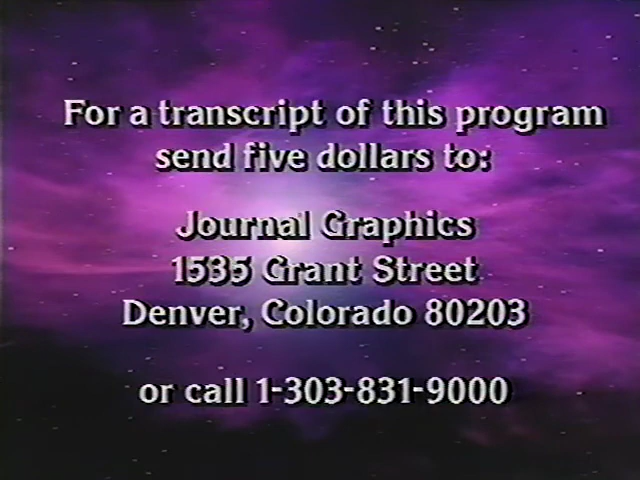 For a transcript of this program
send five dollars to:
Journal Graphics
1535 Grant Street
Denver, Colorado 80203
or call 1-303-831-9000